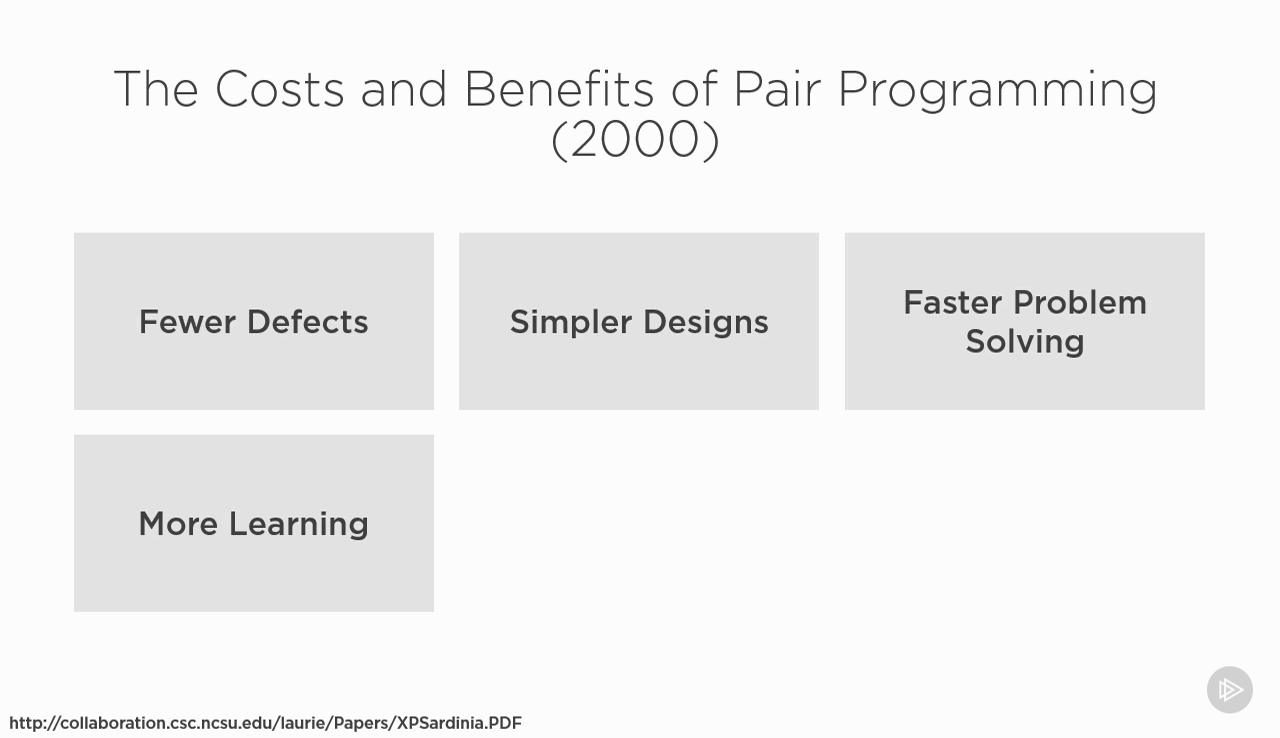 The Costs and Benefits of Pair Programming
(2000)
Fewer Defects
Simpler Designs
Faster Problem
Solving
More Learning
http://collaboration.csc.ncsu.edu/laurie/Papers/XPSardinia.PDF